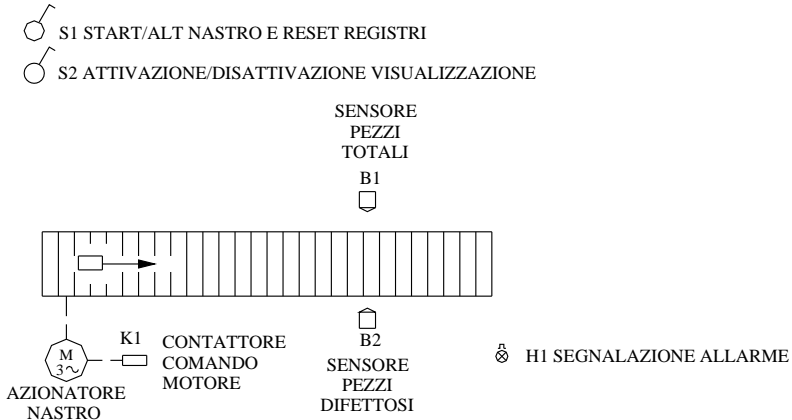 S1 START/ALT NASTRO E RESET REGISTRI
S2 ATTIVAZIONE/DISATTIVAZIONE VISUALIZZAZIONE
SENSORE
PEZZI
TOTALI
B1
M
3~
AZIONATORE
NASTRO
K1
CONTATTORE
COMANDO
MOTORE
B2
SENSORE
PEZZI
DIFETTOSI
H1 SEGNALAZIONE ALLARME